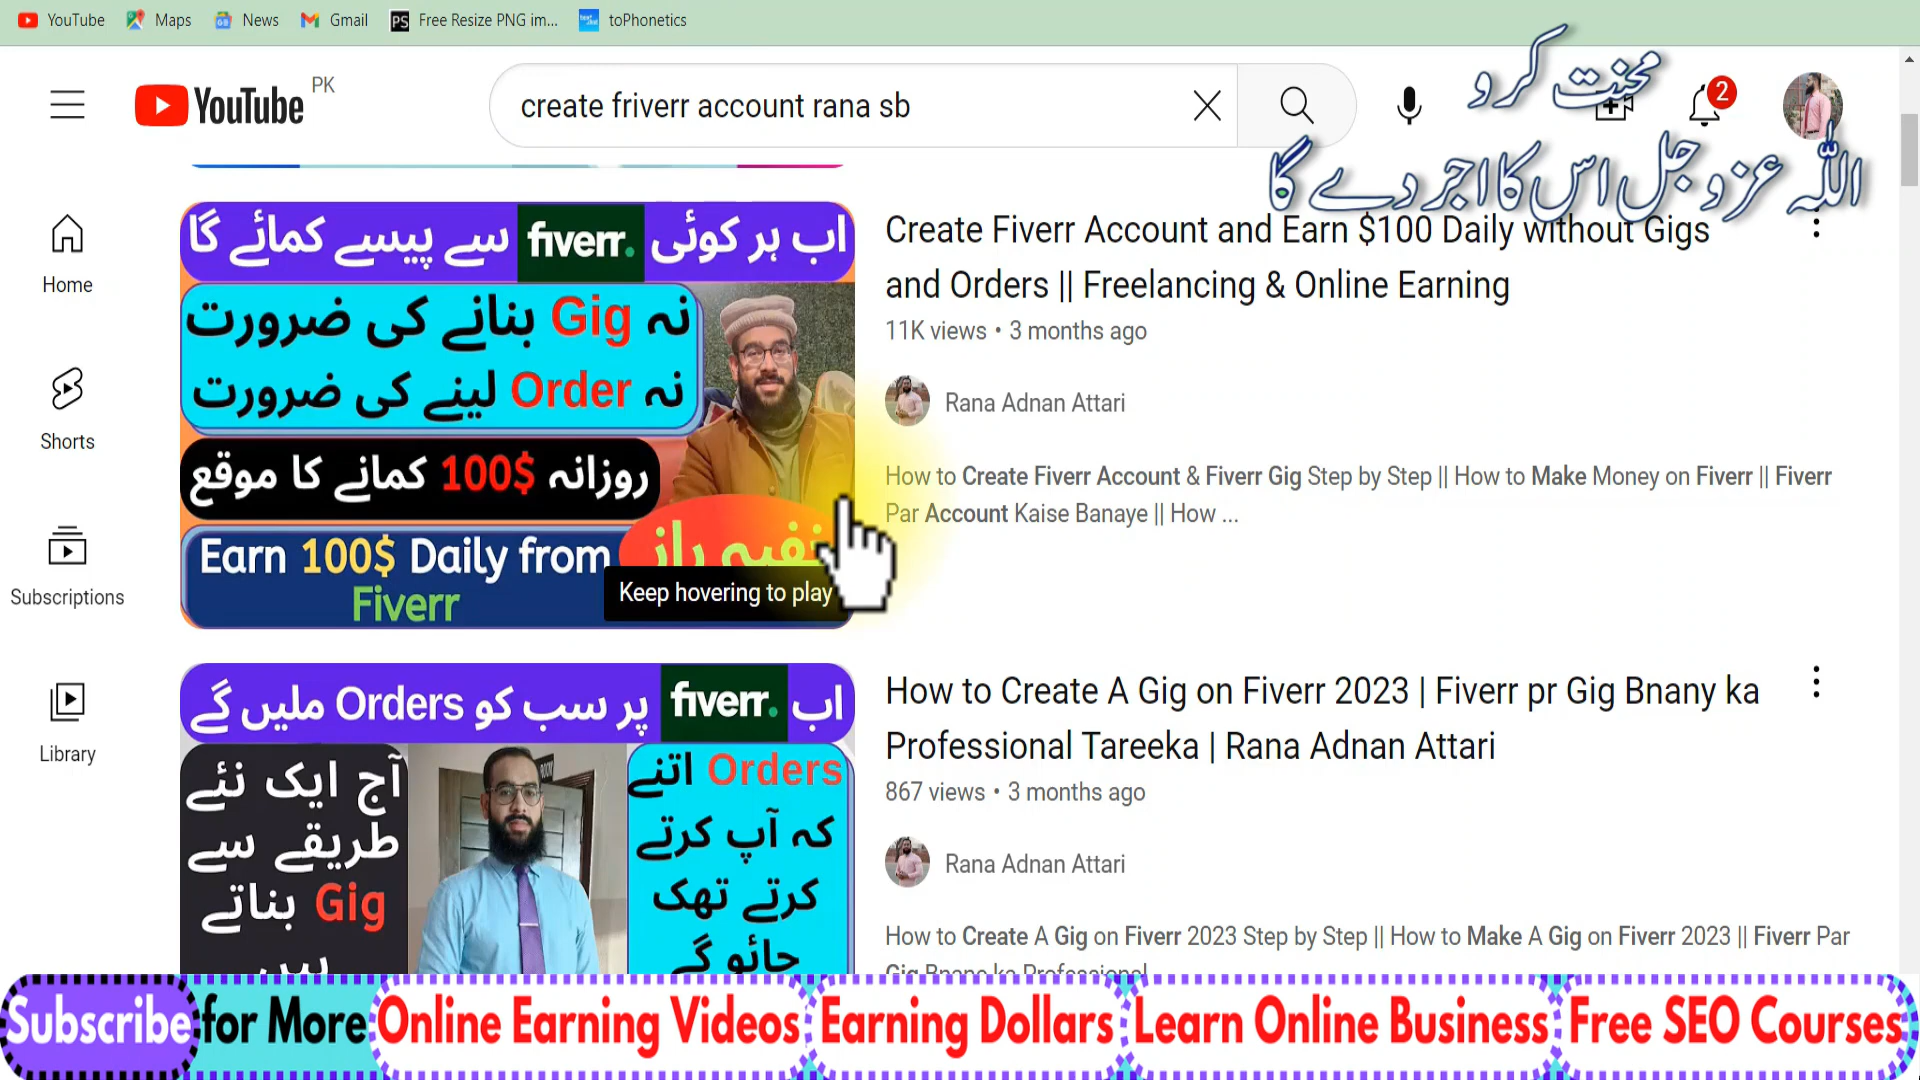 YouTube Maps News Gmail Free Resize PNG im... toPhonetics
YouTube PK
create friverr account rana sb
2
محنت کرو
اللہ عزوجل اس کا اجر دے گا
Home
Shorts
Subscriptions
Library
اب ہر کوئی fiverr. سے پیسے کمائے گا
نہ Gig بنانے کی ضرورت
نہ Order لینے کی ضرورت
روزانہ 100$ کمانے کا موقع
Earn 100$ Daily from
Fiverr
راز
Keep hovering to play
Create Fiverr Account and Earn $100 Daily without Gigs
and Orders || Freelancing & Online Earning
11K views • 3 months ago
Rana Adnan Attari
How to Create Fiverr Account & Fiverr Gig Step by Step || How to Make Money on Fiverr || Fiverr
Par Account Kaise Banaye || How ...
اب fiverr. پر سب کو Orders ملیں گے
آج ایک نئے
طریقے سے
Gig بناتے
ہیں
Orders اتنے
کہ آپ کرتے
کرتے تھک
جائو گے
How to Create A Gig on Fiverr 2023 | Fiverr pr Gig Bnany ka
Professional Tareeka | Rana Adnan Attari
867 views • 3 months ago
Rana Adnan Attari
How to Create A Gig on Fiverr 2023 Step by Step || How to Make A Gig on Fiverr 2023 || Fiverr Par
Gig Bnane ka Professional
Subscribe for More Online Earning Videos Earning Dollars Learn Online Business Free SEO Courses